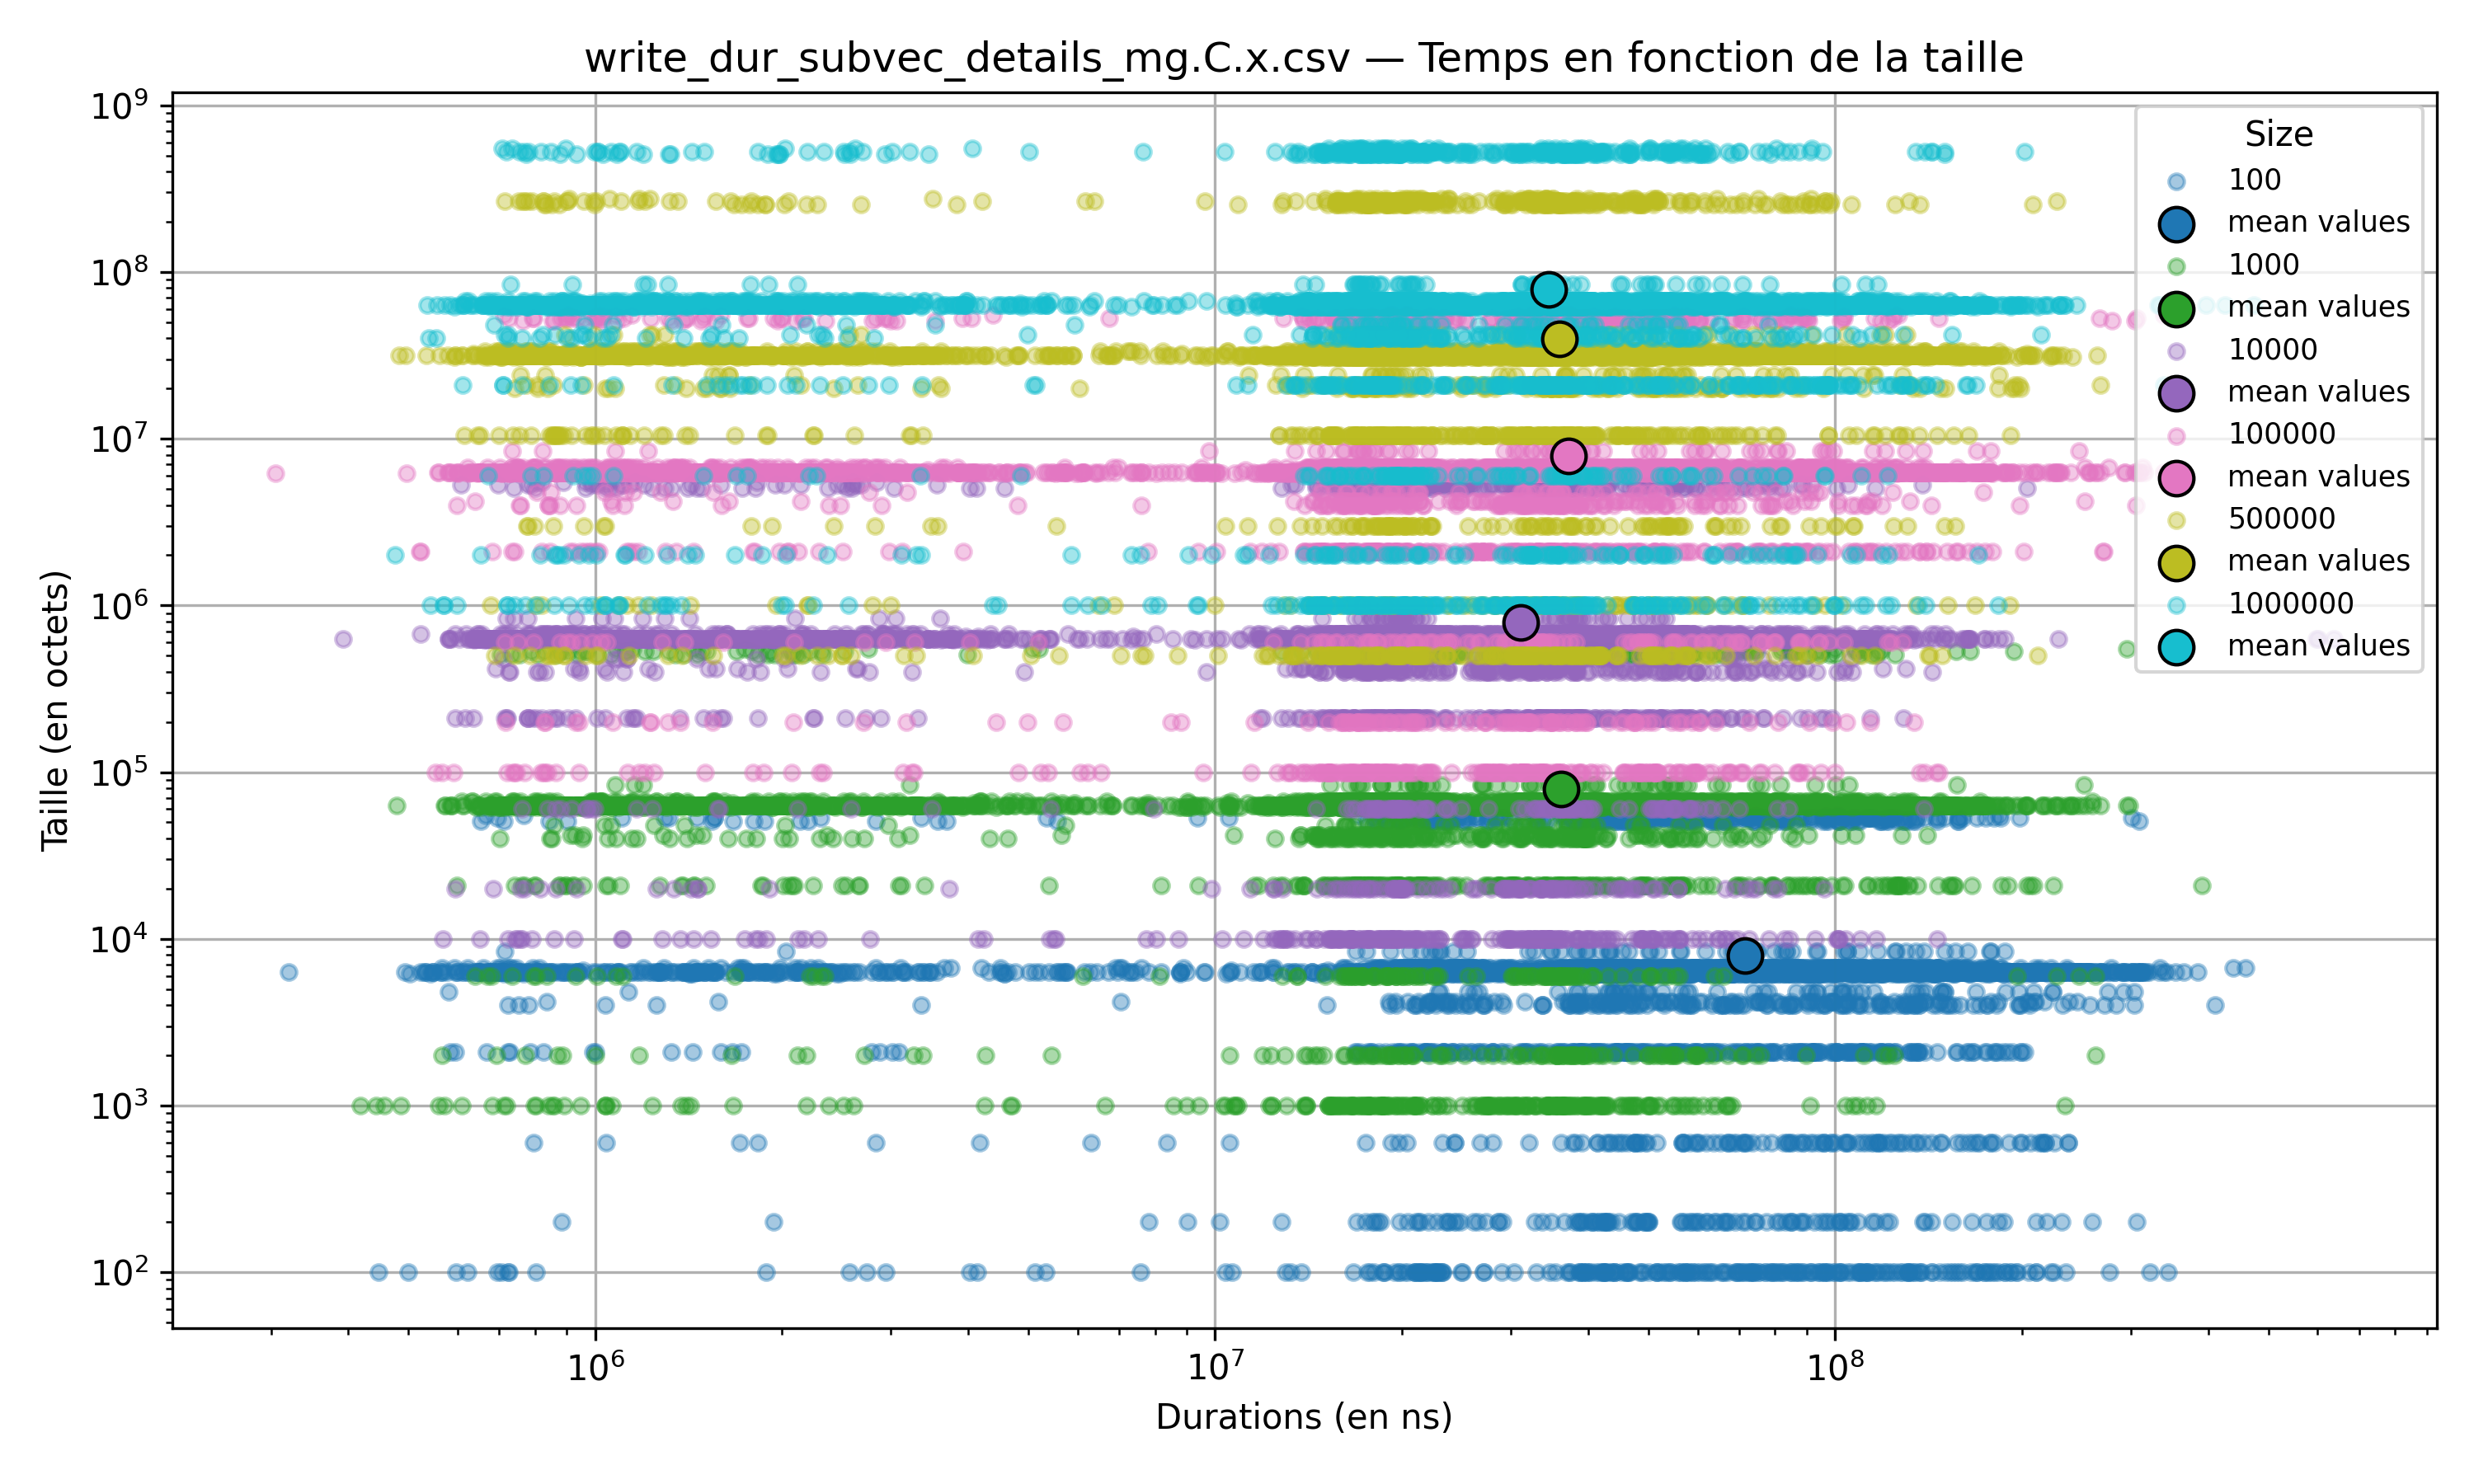 write_dur_subvec_details_mg.C.x.csv — Temps en fonction de la taille
10⁹
10⁸
10⁷
10⁶
10⁵
10⁴
10³
10²
Taille (en octets)
10⁶
10⁷
10⁸
Durations (en ns)
Size
100
mean values
1000
mean values
10000
mean values
100000
mean values
500000
mean values
1000000
mean values